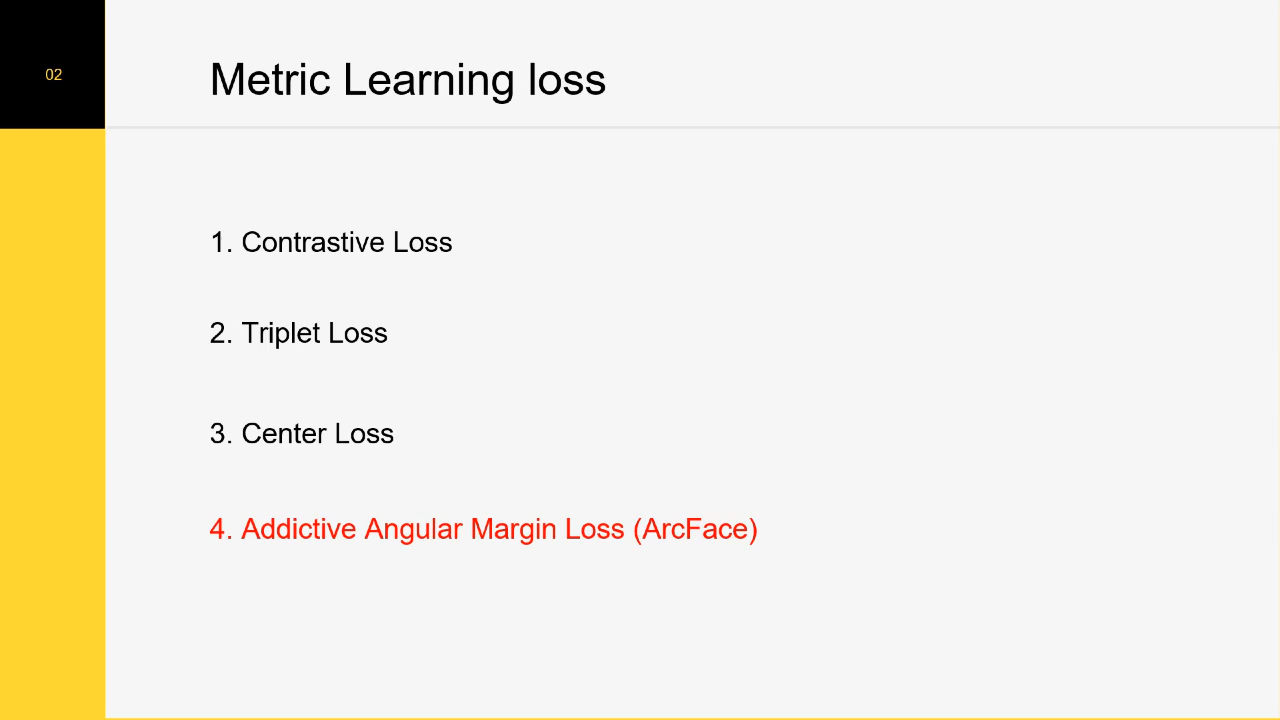 02
Metric Learning loss
1. Contrastive Loss
2. Triplet Loss
3. Center Loss
4. Addictive Angular Margin Loss (ArcFace)